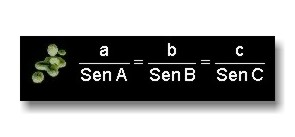 a/Sen A = b/Sen B = c/Sen C